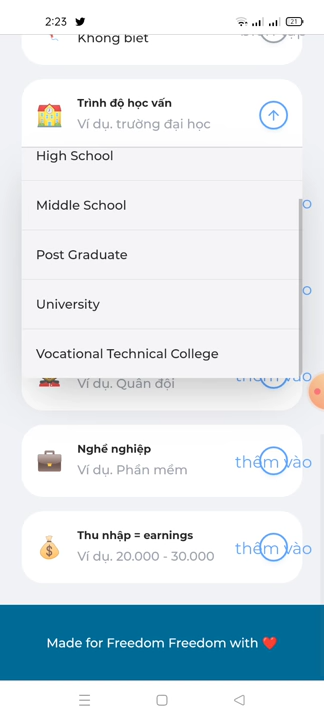 2:23
21
Không biết
Trình độ học vấn
Ví dụ. trường đại học
High School
Middle School
Post Graduate
University
Vocational Technical College
Ví dụ. Quân đội
thêm vào
Nghề nghiệp
Ví dụ. Phần mềm
thêm vào
Thu nhập = earnings
Ví dụ. 20.000 - 30.000
thêm vào
Made for Freedom Freedom with ❤️